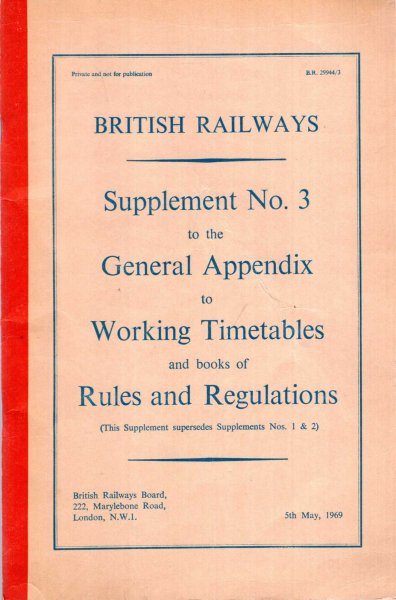 Private and not for publication
B.R. 29944/3
BRITISH RAILWAYS
Supplement No. 3
to the
General Appendix
to
Working Timetables
and books of
Rules and Regulations
(This Supplement supersedes Supplements Nos. 1 & 2)
British Railways Board,
222, Marylebone Road,
London, N.W.1.
5th May, 1969